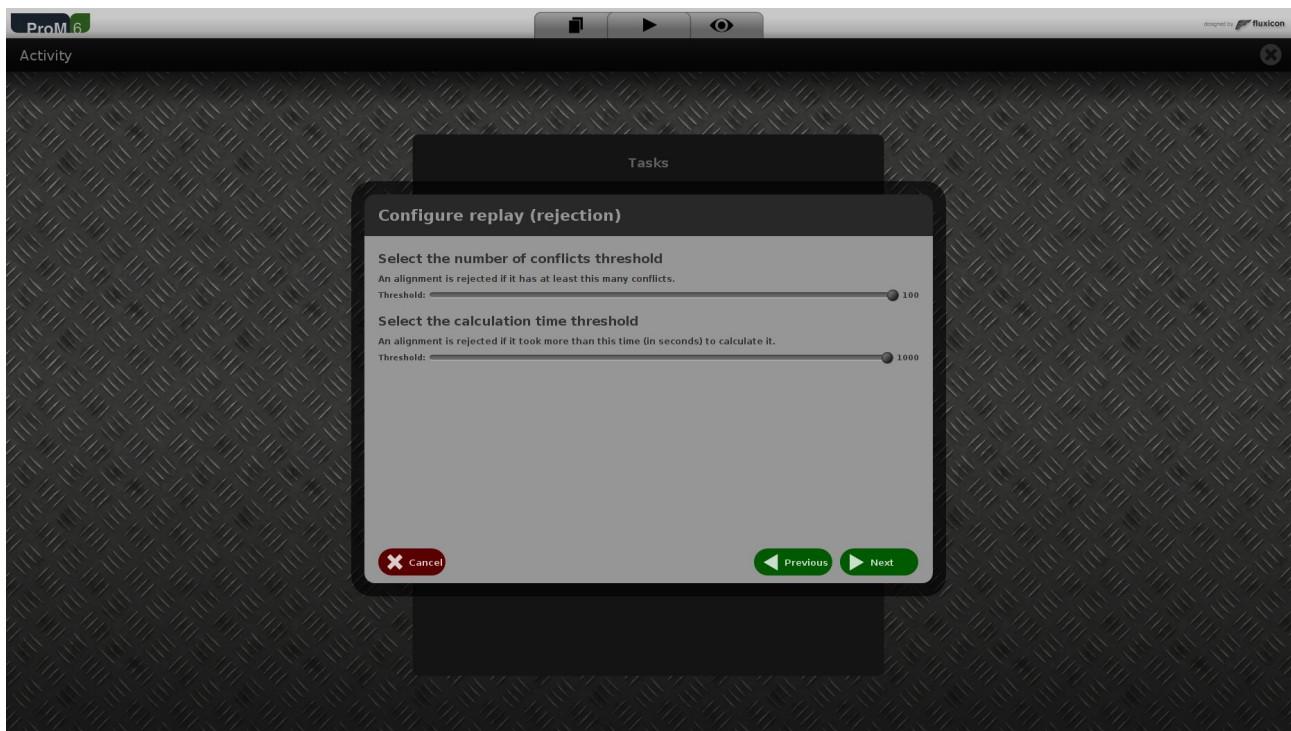 ProM 6
designed by fluxicon
Activity
Tasks
Configure replay (rejection)
Select the number of conflicts threshold
An alignment is rejected if it has at least this many conflicts.
Threshold: 100
Select the calculation time threshold
An alignment is rejected if it took more than this time (in seconds) to calculate it.
Threshold: 1000
Cancel Previous Next